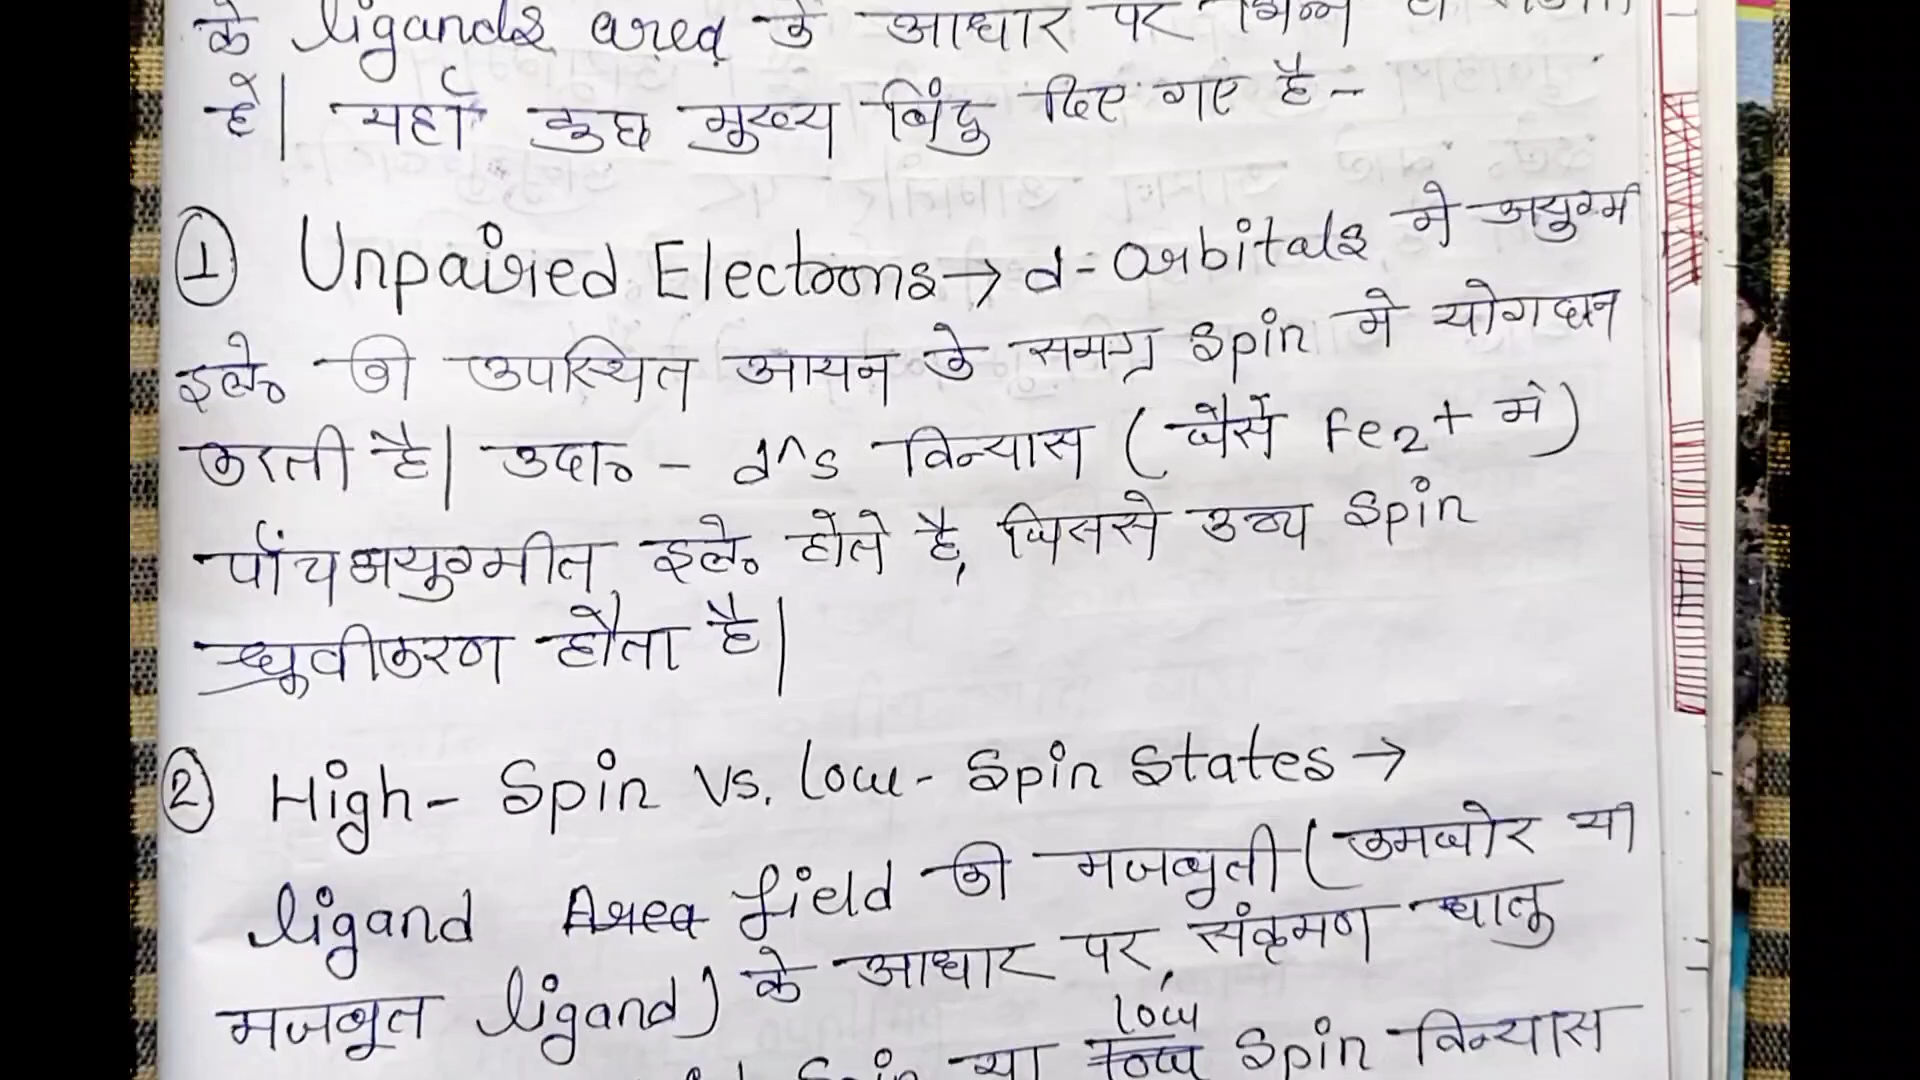 के ligands area के आधार पर भिन्न हो
है। यहाँ कुछ मुख्य बिंदु दिए गए है -
① Unpaired Electrons → d-orbitals मे अयुग्म
इले० की उपस्थित आयन के समग्र spin मे योगदान
करती है। उदा० - d^5 विन्यास (जैसे Fe2+ में)
पाँच अयुग्मीत इले० होते है, जिससे उच्च spin
ध्रुवीकरण होता है।
② High-Spin Vs. low-Spin States →
ligand Area field की मजबूती (कमजोर या
मजबूत ligand) के आधार पर, संक्रमण धातु
low
Spin या low Spin विन्यास